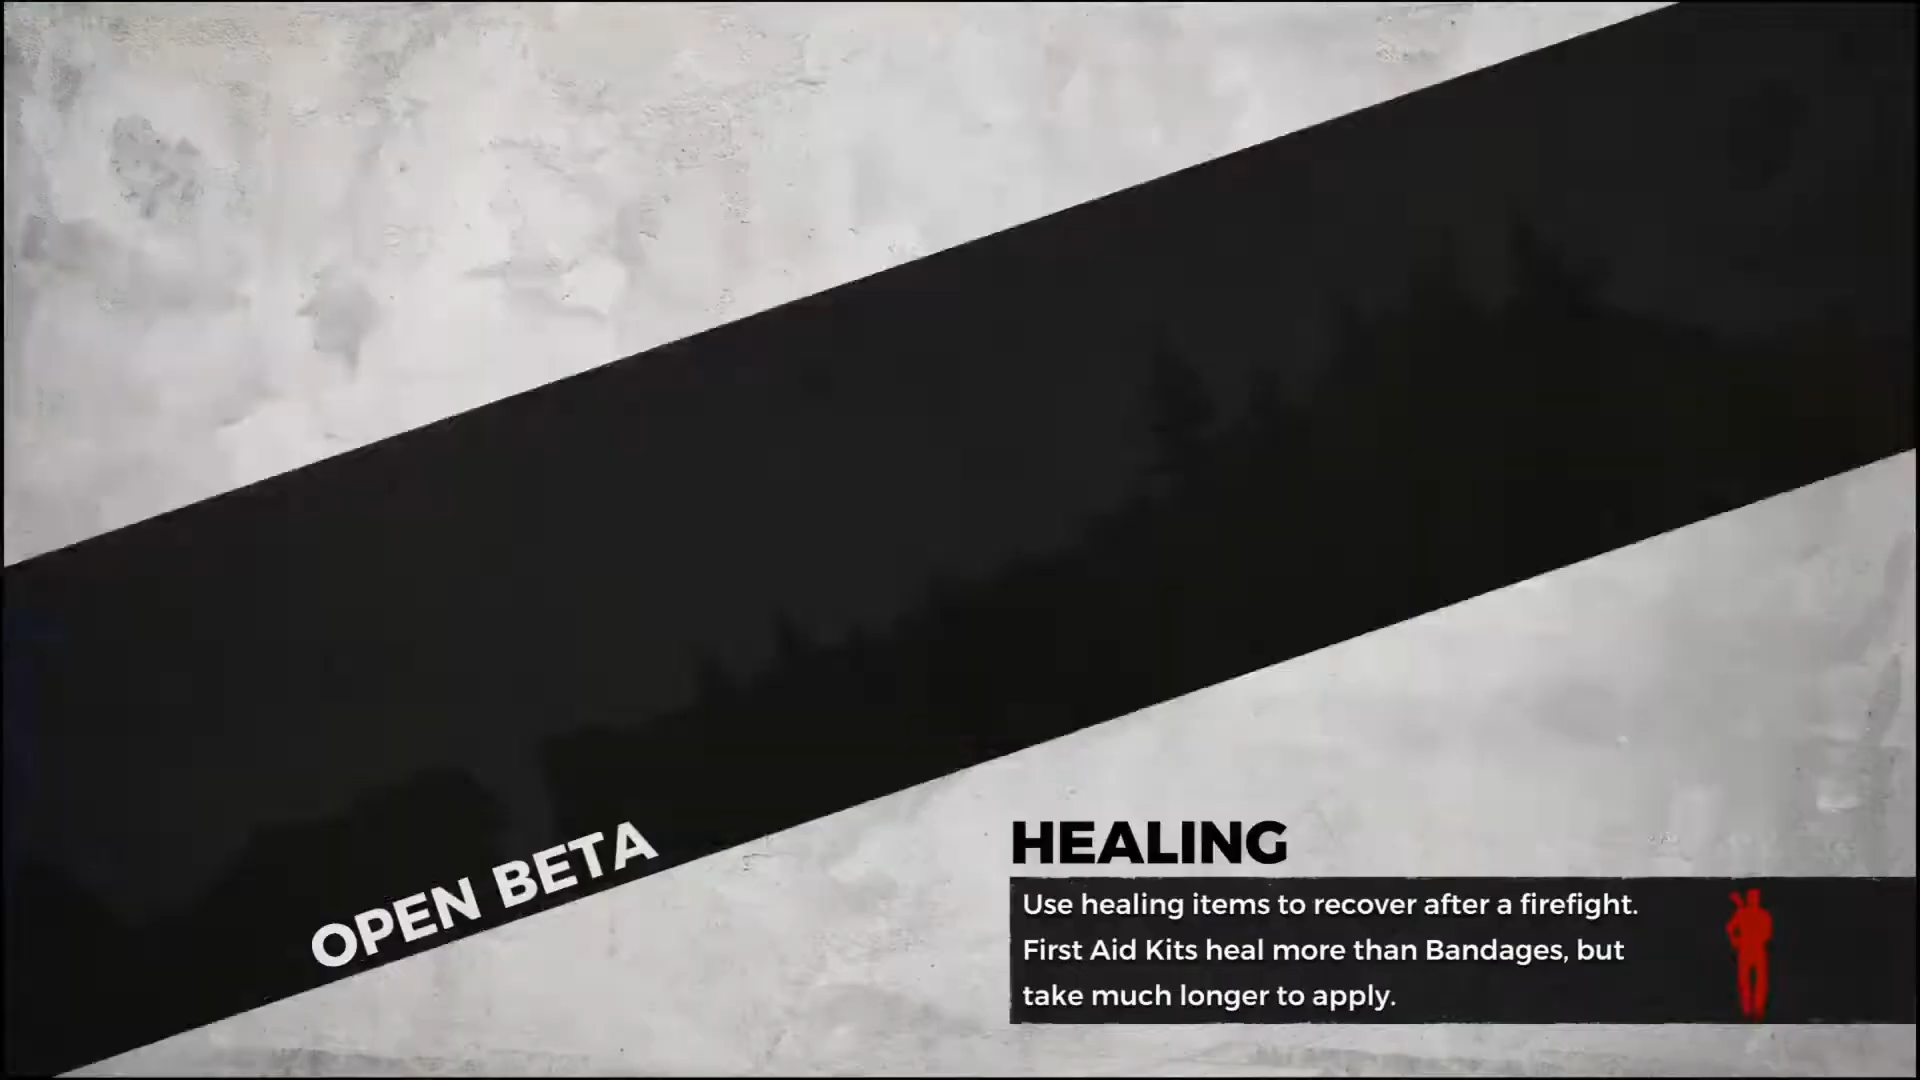 OPEN BETA
HEALING
Use healing items to recover after a firefight.
First Aid Kits heal more than Bandages, but
take much longer to apply.